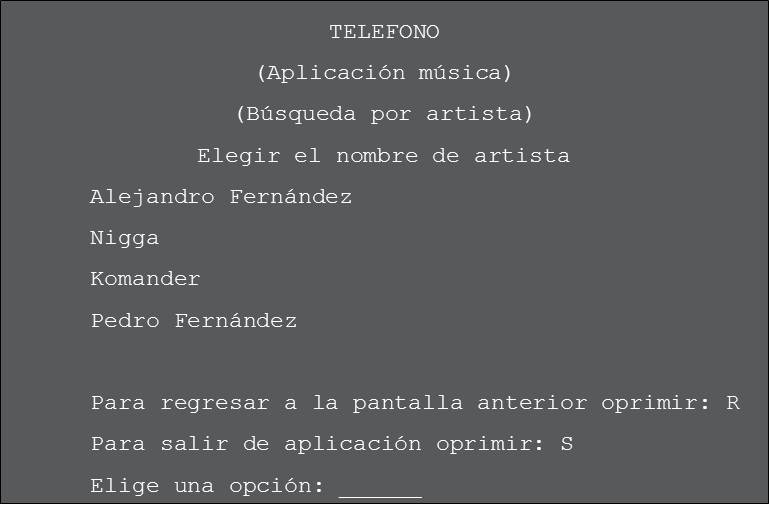 TELEFONO
(Aplicación música)
(Búsqueda por artista)
Elegir el nombre de artista
Alejandro Fernández
Nigga
Komander
Pedro Fernández
Para regresar a la pantalla anterior oprimir: R
Para salir de aplicación oprimir: S
Elige una opción: ______